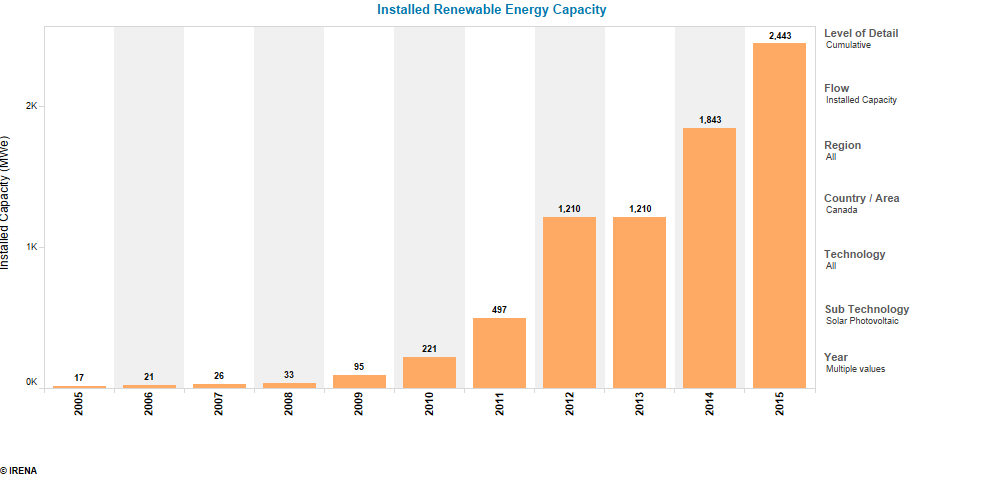 Installed Renewable Energy Capacity
Installed Capacity (MWe)
2K
1K
0K
17
21
26
33
95
221
497
1,210
1,210
1,843
2,443
2005
2006
2007
2008
2009
2010
2011
2012
2013
2014
2015
Level of Detail
Cumulative
Flow
Installed Capacity
Region
All
Country / Area
Canada
Technology
All
Sub Technology
Solar Photovoltaic
Year
Multiple values
© IRENA